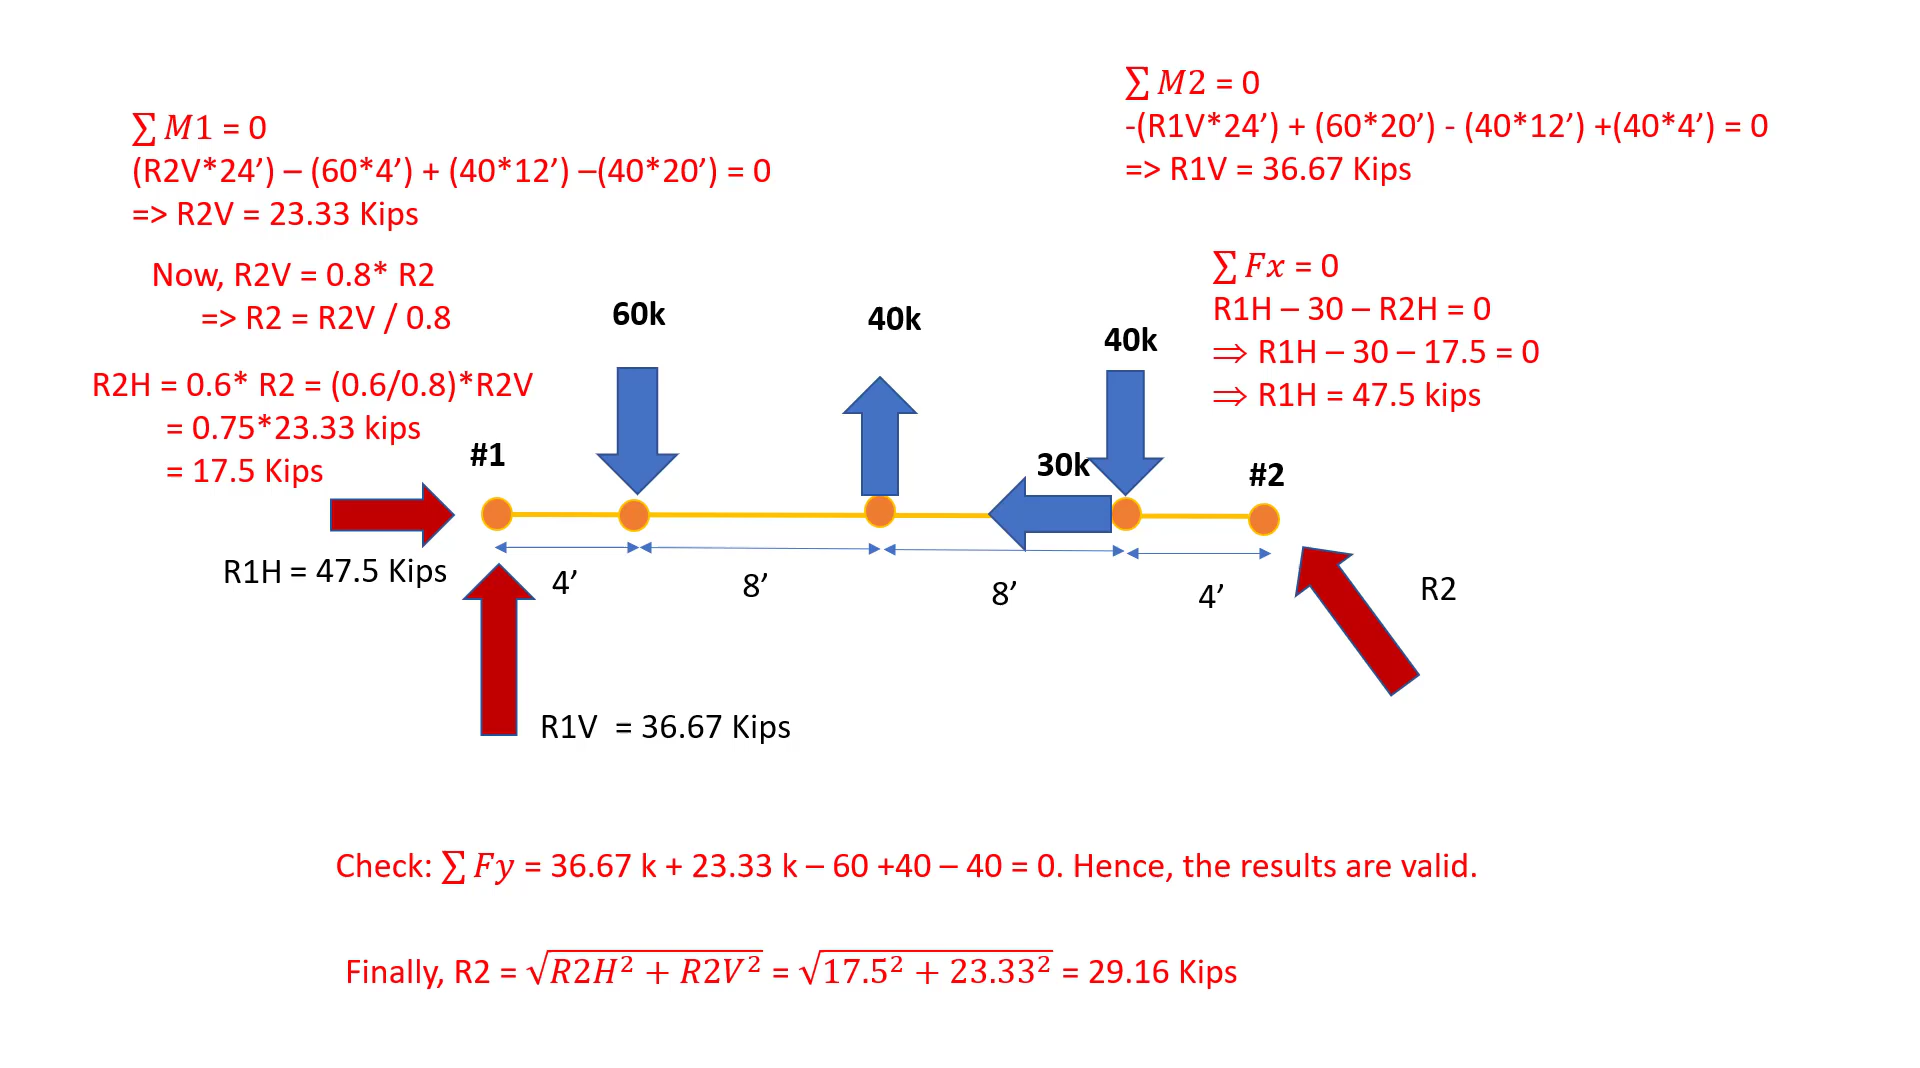 ∑ M1 = 0
(R2V*24’) – (60*4’) + (40*12’) –(40*20’) = 0
=> R2V = 23.33 Kips
Now, R2V = 0.8* R2
=> R2 = R2V / 0.8
R2H = 0.6* R2 = (0.6/0.8)*R2V
= 0.75*23.33 kips
= 17.5 Kips
∑ M2 = 0
-(R1V*24’) + (60*20’) - (40*12’) +(40*4’) = 0
=> R1V = 36.67 Kips
∑ Fx = 0
R1H – 30 – R2H = 0
⇒ R1H – 30 – 17.5 = 0
⇒ R1H = 47.5 kips
60k
40k
40k
#1
30k
#2
R1H = 47.5 Kips
4’
8’
8’
4’
R2
R1V = 36.67 Kips
Check: ∑ Fy = 36.67 k + 23.33 k – 60 +40 – 40 = 0. Hence, the results are valid.
Finally, R2 = √(R2H² + R2V²) = √(17.5² + 23.33²) = 29.16 Kips